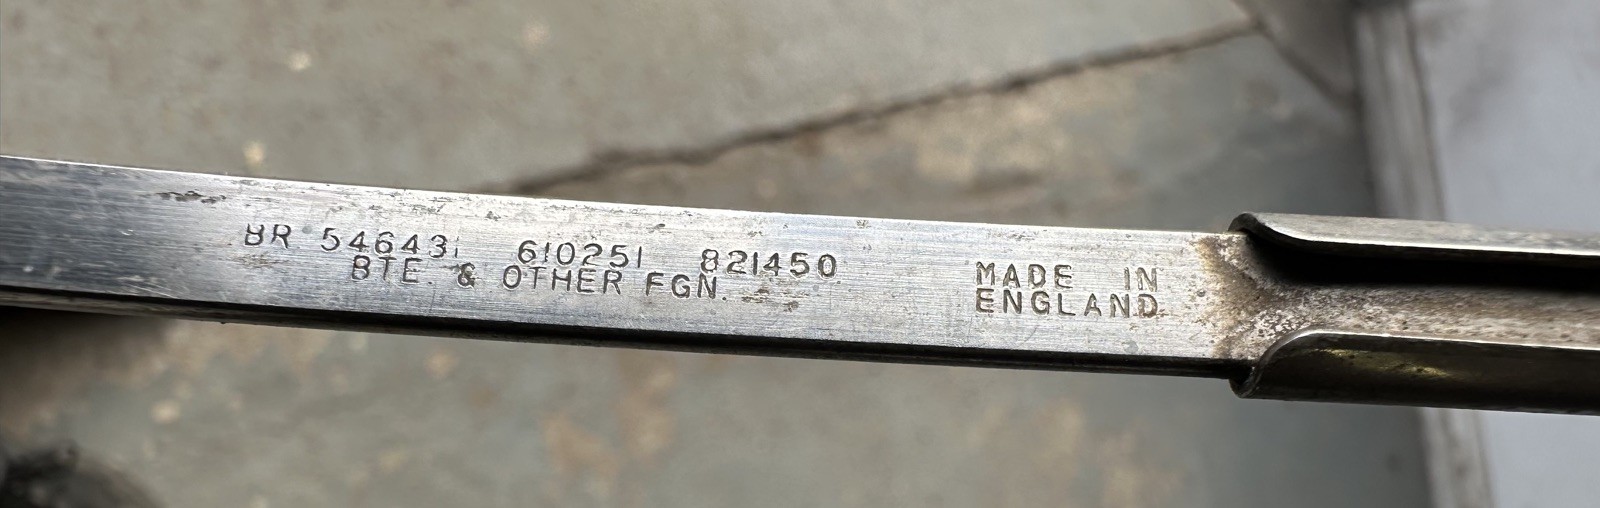 BR. 546431 610251 821450
BTE. & OTHER FGN.
MADE IN
ENGLAND.